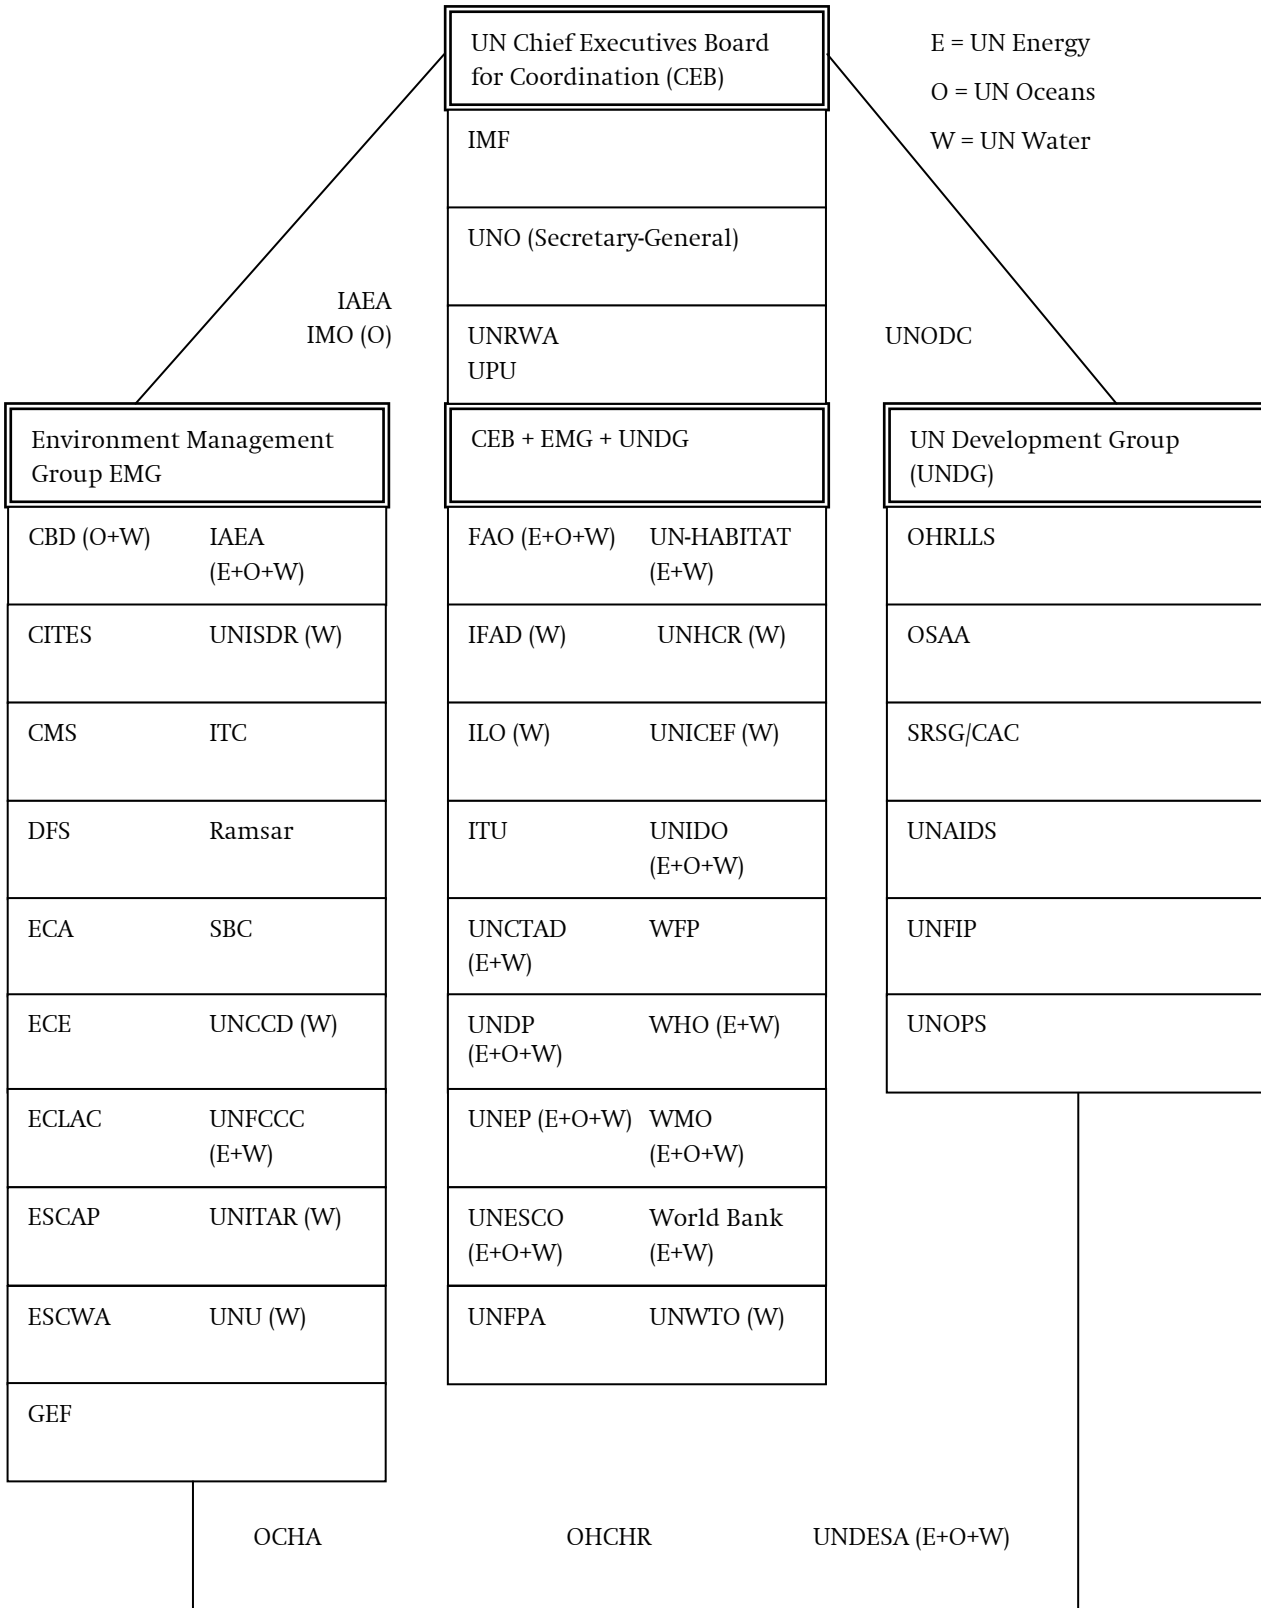 UN Chief Executives Board
for Coordination (CEB)
E = UN Energy
O = UN Oceans
W = UN Water
IMF
UNO (Secretary-General)
IAEA
IMO (O)
UNRWA
UPU
UNODC
Environment Management
Group EMG
CEB + EMG + UNDG
UN Development Group
(UNDG)
CBD (O+W)
IAEA
(E+O+W)
CITES
UNISDR (W)
CMS
ITC
DFS
Ramsar
ECA
SBC
ECE
UNCCD (W)
ECLAC
UNFCCC
(E+W)
ESCAP
UNITAR (W)
ESCWA
UNU (W)
GEF
FAO (E+O+W)
UN-HABITAT
(E+W)
IFAD (W)
UNHCR (W)
ILO (W)
UNICEF (W)
ITU
UNIDO
(E+O+W)
UNCTAD
(E+W)
WFP
UNDP
(E+O+W)
WHO (E+W)
UNEP (E+O+W)
WMO
(E+O+W)
UNESCO
(E+O+W)
World Bank
(E+W)
UNFPA
UNWTO (W)
OHRLLS
OSAA
SRSG/CAC
UNAIDS
UNFIP
UNOPS
OCHA
OHCHR
UNDESA (E+O+W)